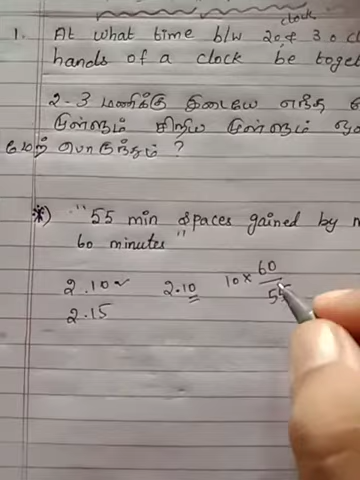 clock
1. At what time b/w 2 & 3 o cl
hands of a clock be toget
2-3 மணிக்கு இடையே எந்த
முள்ளும் சிறிய முள்ளும்
மேற் பொருந்தும் ?
*) "55 min spaces gained by
60 minutes"
2.10 2.10 10 × 60
55
2.15